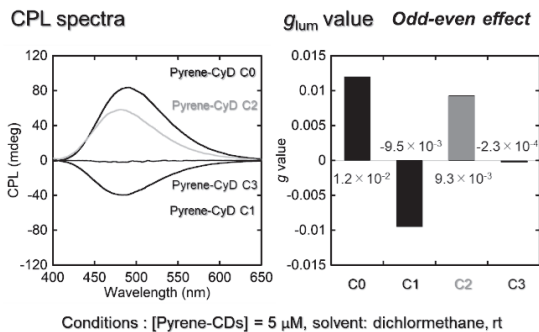 CPL spectra
g_lum value Odd-even effect
CPL (mdeg)
120
80
40
0
-40
-80
-120
Pyrene-CyD C0
Pyrene-CyD C2
Pyrene-CyD C3
Pyrene-CyD C1
400 450 500 550 600 650
Wavelength (nm)
g value
0.015
0.01
0.005
0
-0.005
-0.01
0.015
-9.5 × 10⁻³
-2.3 × 10⁻⁴
1.2 × 10⁻²
9.3 × 10⁻³
C0 C1 C2 C3
Conditions : [Pyrene-CDs] = 5 μM, solvent: dichlormethane, rt